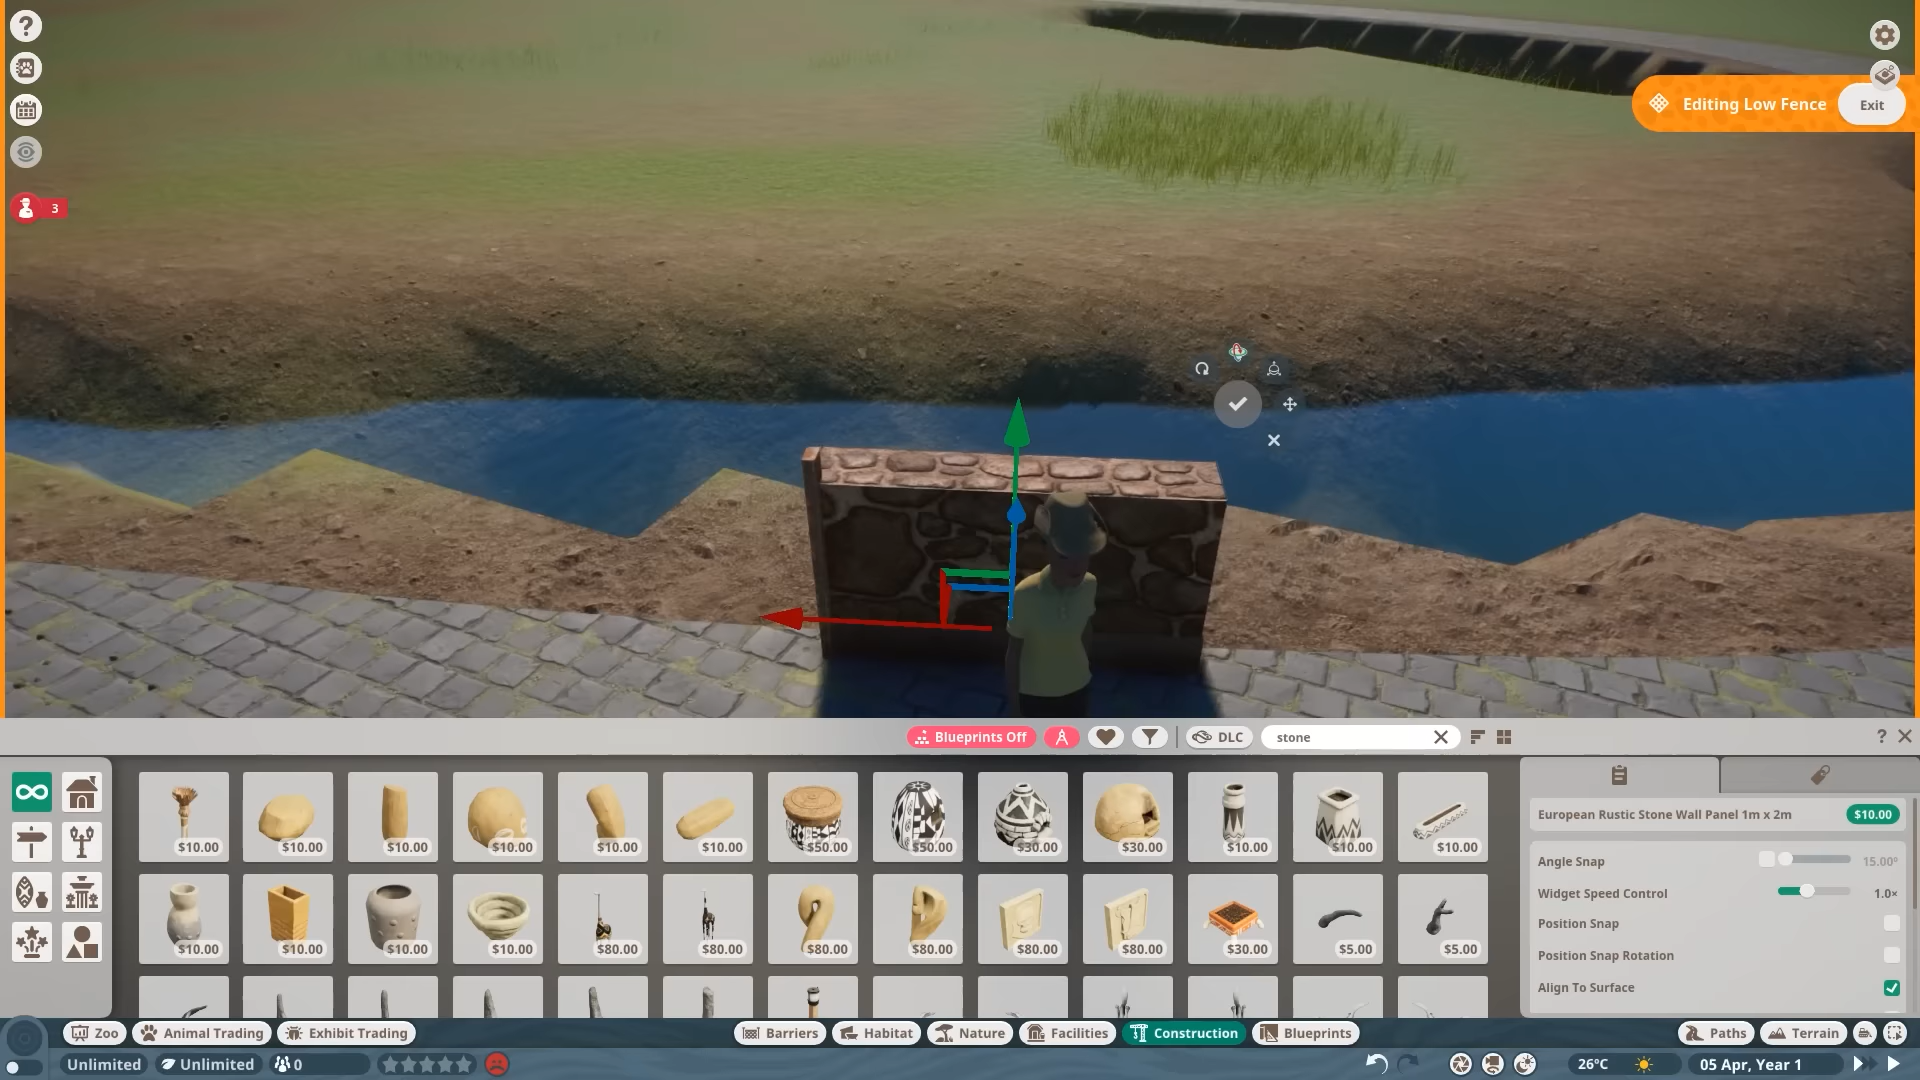 Editing Low Fence
Exit
3
Blueprints Off
DLC
stone
?
$10.00
$10.00
$10.00
$10.00
$10.00
$10.00
$50.00
$50.00
$30.00
$30.00
$10.00
$10.00
$10.00
$10.00
$10.00
$10.00
$10.00
$80.00
$80.00
$80.00
$80.00
$80.00
$80.00
$30.00
$5.00
$5.00
European Rustic Stone Wall Panel 1m x 2m
$10.00
Angle Snap
15.00°
Widget Speed Control
1.0×
Position Snap
Position Snap Rotation
Align To Surface
Zoo
Animal Trading
Exhibit Trading
Barriers
Habitat
Nature
Facilities
Construction
Blueprints
Paths
Terrain
Unlimited
Unlimited
0
26°C
05 Apr, Year 1